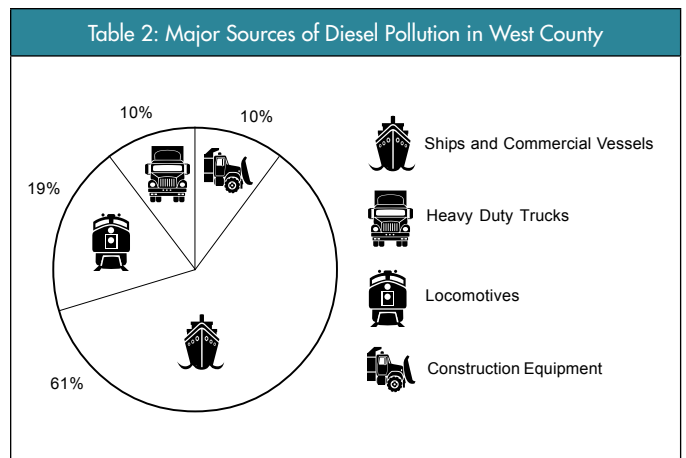 Table 2: Major Sources of Diesel Pollution in West County
10%
10%
19%
61%
Ships and Commercial Vessels
Heavy Duty Trucks
Locomotives
Construction Equipment